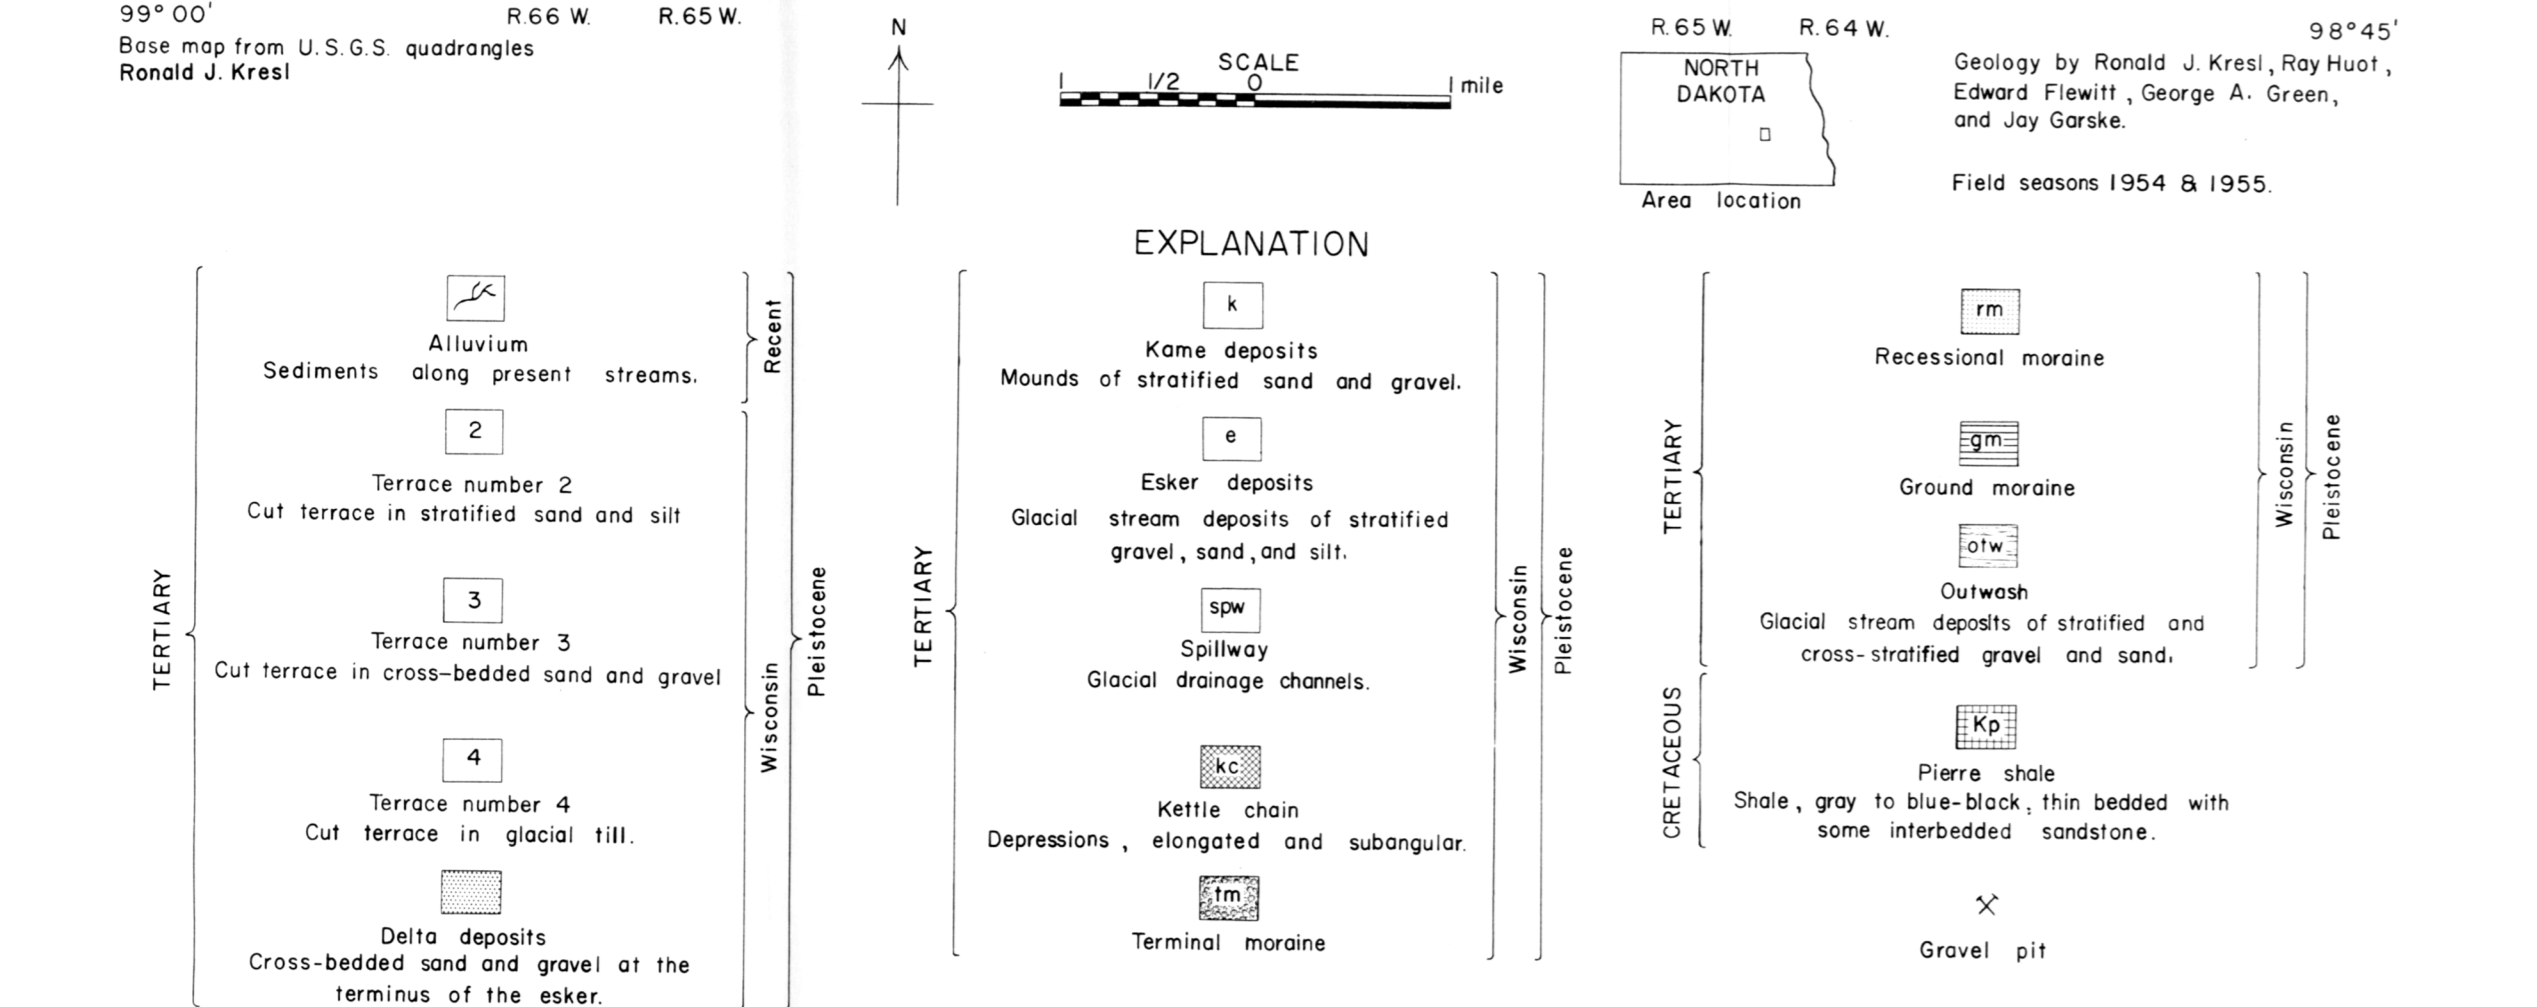 99° 00'
R.66 W.
R.65 W.
Base map from U.S.G.S. quadrangles
Ronald J. Kresl
N
SCALE
1 1/2 0 1 mile
R.65 W.
R.64 W.
98°45'
NORTH
DAKOTA
Area location
Geology by Ronald J. Kresl, Ray Huot,
Edward Flewitt, George A. Green,
and Jay Garske.
Field seasons 1954 & 1955.
EXPLANATION
TERTIARY
Alluvium
Sediments along present streams.
2
Terrace number 2
Cut terrace in stratified sand and silt
3
Terrace number 3
Cut terrace in cross-bedded sand and gravel
4
Terrace number 4
Cut terrace in glacial till.
Delta deposits
Cross-bedded sand and gravel at the
terminus of the esker.
Recent
Wisconsin
Pleistocene
TERTIARY
k
Kame deposits
Mounds of stratified sand and gravel.
e
Esker deposits
Glacial stream deposits of stratified
gravel, sand, and silt.
spw
Spillway
Glacial drainage channels.
kc
Kettle chain
Depressions, elongated and subangular.
tm
Terminal moraine
Wisconsin
Pleistocene
TERTIARY
rm
Recessional moraine
gm
Ground moraine
otw
Outwash
Glacial stream deposits of stratified and
cross-stratified gravel and sand.
Wisconsin
Pleistocene
CRETACEOUS
Kp
Pierre shale
Shale, gray to blue-black; thin bedded with
some interbedded sandstone.
Gravel pit